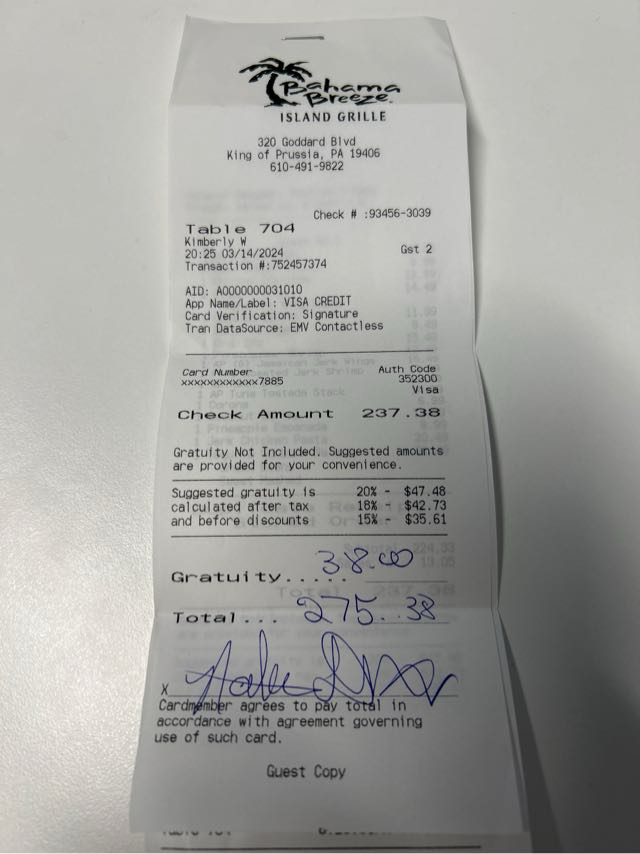 Bahama
Breeze
ISLAND GRILLE
320 Goddard Blvd
King of Prussia, PA 19406
610-491-9822
Check # :93456-3039
Table 704
Kimberly W
20:25 03/14/2024 Gst 2
Transaction #:752457374
AID: A0000000031010
App Name/Label: VISA CREDIT
Card Verification: Signature
Tran DataSource: EMV Contactless
Card Number Auth Code
xxxxxxxxxxxx7885 352300
Visa
Check Amount 237.38
Gratuity Not Included. Suggested amounts
are provided for your convenience.
Suggested gratuity is 20% - $47.48
calculated after tax 18% - $42.73
and before discounts 15% - $35.61
Gratuity..... 38.00
Total... 275.38
X
Cardmember agrees to pay total in
accordance with agreement governing
use of such card.
Guest Copy